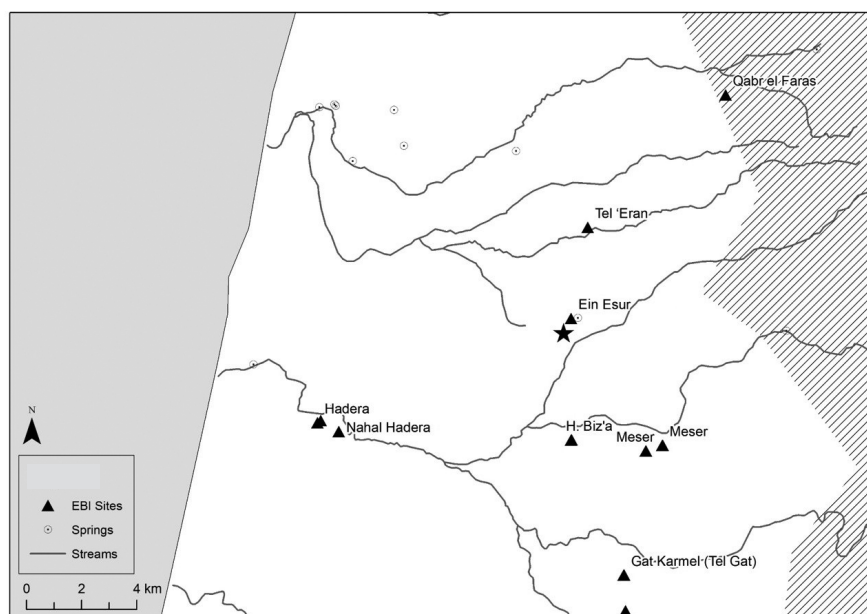 Qabr el Faras
Tel 'Eran
Ein Esur
Hadera
Nahal Hadera
H. Biz'a
Meser
Meser
Gat Karmel (Tel Gat)
N
EBI Sites
Springs
Streams
0 2 4 km